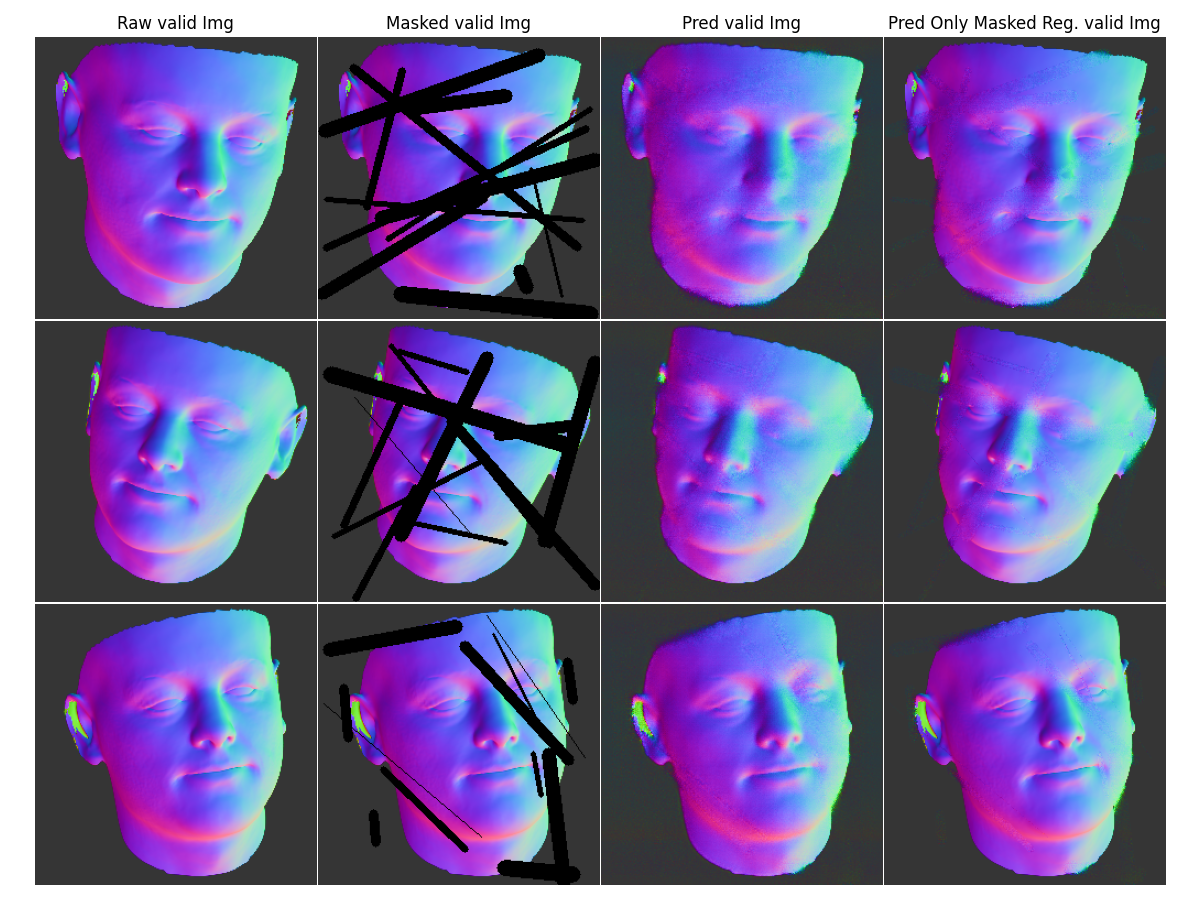 Raw valid Img
Masked valid Img
Pred valid Img
Pred Only Masked Reg. valid Img